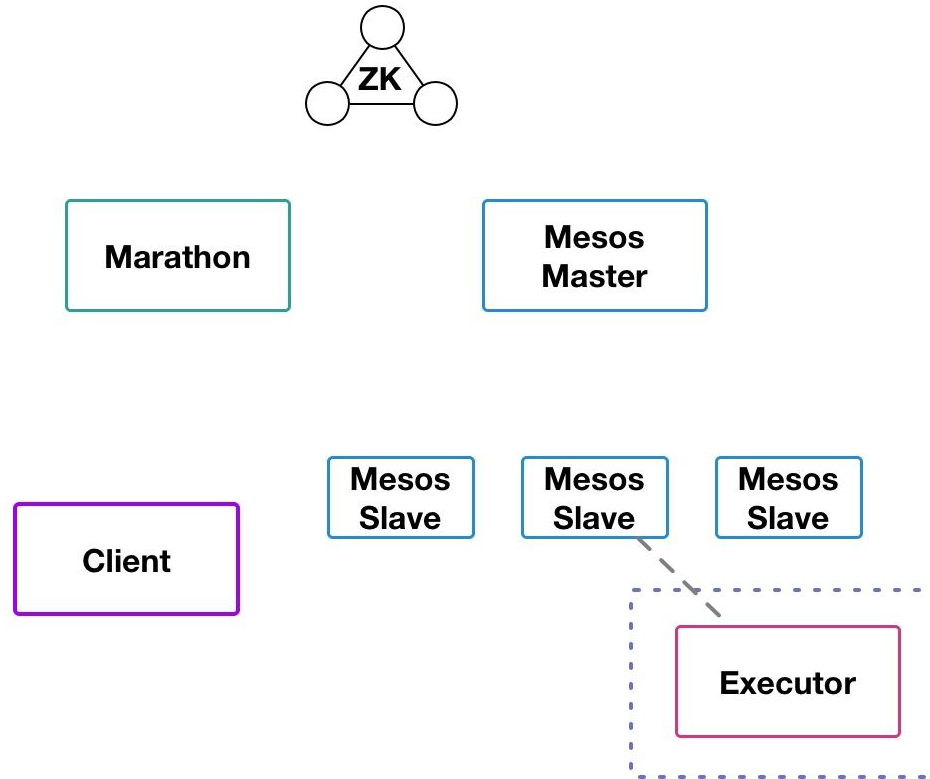 ZK
Marathon
Mesos
Master
Mesos
Slave
Mesos
Slave
Mesos
Slave
Client
Executor